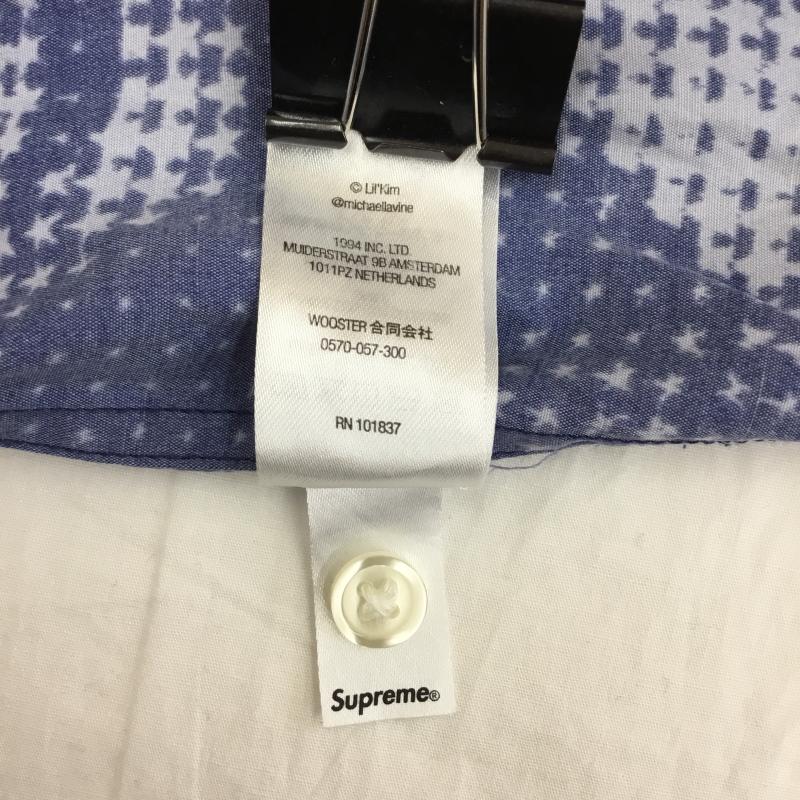 © Lil'Kim
@michaellavine
1994 INC. LTD.
MUIDERSTRAAT 9B AMSTERDAM
1011PZ NETHERLANDS
WOOSTER 合同会社
0570-057-300
RN 101837
Supreme®